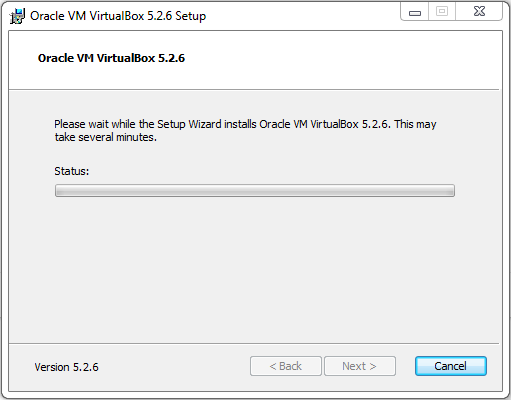 Oracle VM VirtualBox 5.2.6 Setup
Oracle VM VirtualBox 5.2.6
Please wait while the Setup Wizard installs Oracle VM VirtualBox 5.2.6. This may
take several minutes.
Status:
Version 5.2.6
< Back
Next >
Cancel